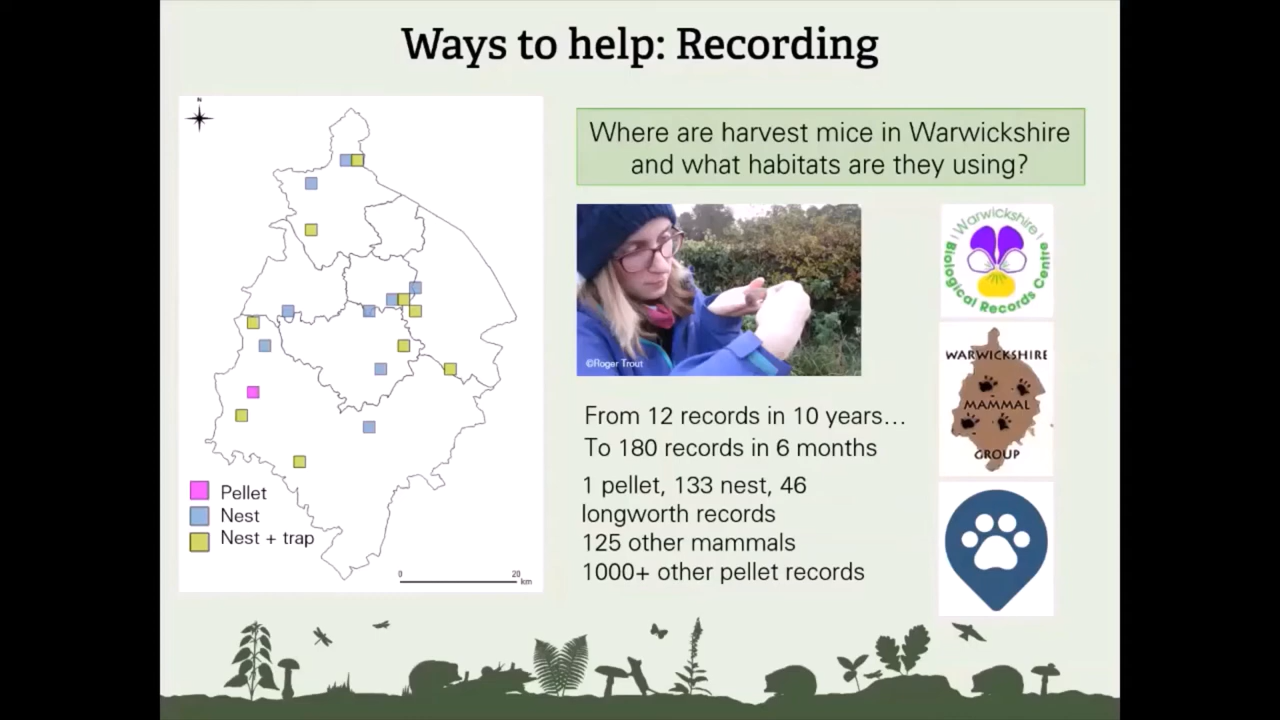 Ways to help: Recording
N
Where are harvest mice in Warwickshire
and what habitats are they using?
©Roger Trout
Warwickshire
Biological Records Centre
WARWICKSHIRE
MAMMAL
GROUP
From 12 records in 10 years…
To 180 records in 6 months
1 pellet, 133 nest, 46
longworth records
125 other mammals
1000+ other pellet records
Pellet
Nest
Nest + trap
0 20
km